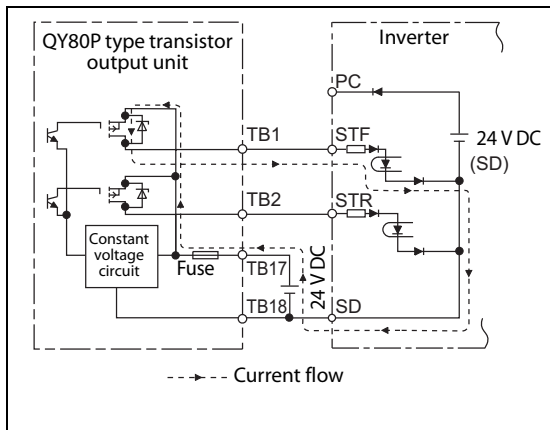 QY80P type transistor
output unit
Inverter
PC
TB1
STF
24 V DC
(SD)
TB2
STR
Constant
voltage
circuit
Fuse
TB17
24 V DC
TB18
SD
Current flow